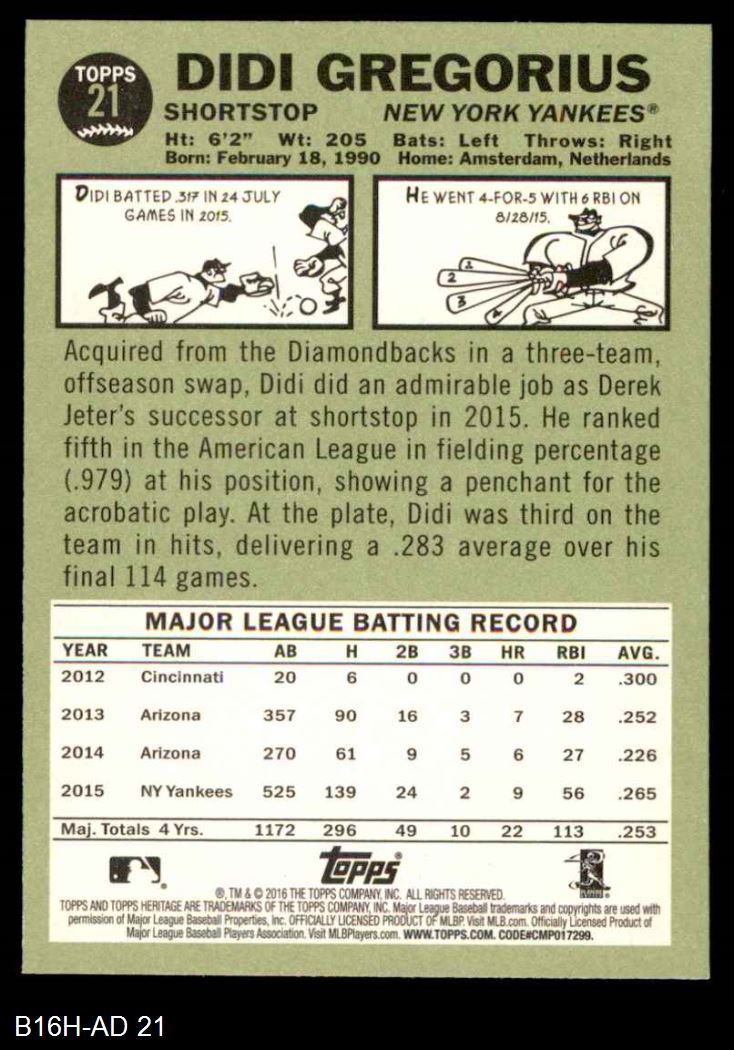 TOPPS
21
DIDI GREGORIUS
SHORTSTOP NEW YORK YANKEES®
Ht: 6'2" Wt: 205 Bats: Left Throws: Right
Born: February 18, 1990 Home: Amsterdam, Netherlands
DIDI BATTED .317 IN 24 JULY
GAMES IN 2015.
HE WENT 4-FOR-5 WITH 6 RBI ON
8/28/15.
1
2
3
4
Acquired from the Diamondbacks in a three-team,
offseason swap, Didi did an admirable job as Derek
Jeter's successor at shortstop in 2015. He ranked
fifth in the American League in fielding percentage
(.979) at his position, showing a penchant for the
acrobatic play. At the plate, Didi was third on the
team in hits, delivering a .283 average over his
final 114 games.
MAJOR LEAGUE BATTING RECORD
YEAR TEAM AB H 2B 3B HR RBI AVG.
2012 Cincinnati 20 6 0 0 0 2 .300
2013 Arizona 357 90 16 3 7 28 .252
2014 Arizona 270 61 9 5 6 27 .226
2015 NY Yankees 525 139 24 2 9 56 .265
Maj. Totals 4 Yrs. 1172 296 49 10 22 113 .253
topps
®, TM & © 2016 THE TOPPS COMPANY, INC. ALL RIGHTS RESERVED.
TOPPS AND TOPPS HERITAGE ARE TRADEMARKS OF THE TOPPS COMPANY, INC. Major League Baseball trademarks and copyrights are used with
permission of Major League Baseball Properties, Inc. OFFICIALLY LICENSED PRODUCT OF MLBP. Visit MLB.com. Officially Licensed Product of
Major League Baseball Players Association. Visit MLBPlayers.com. WWW.TOPPS.COM. CODE#CMP017299.
B16H-AD 21